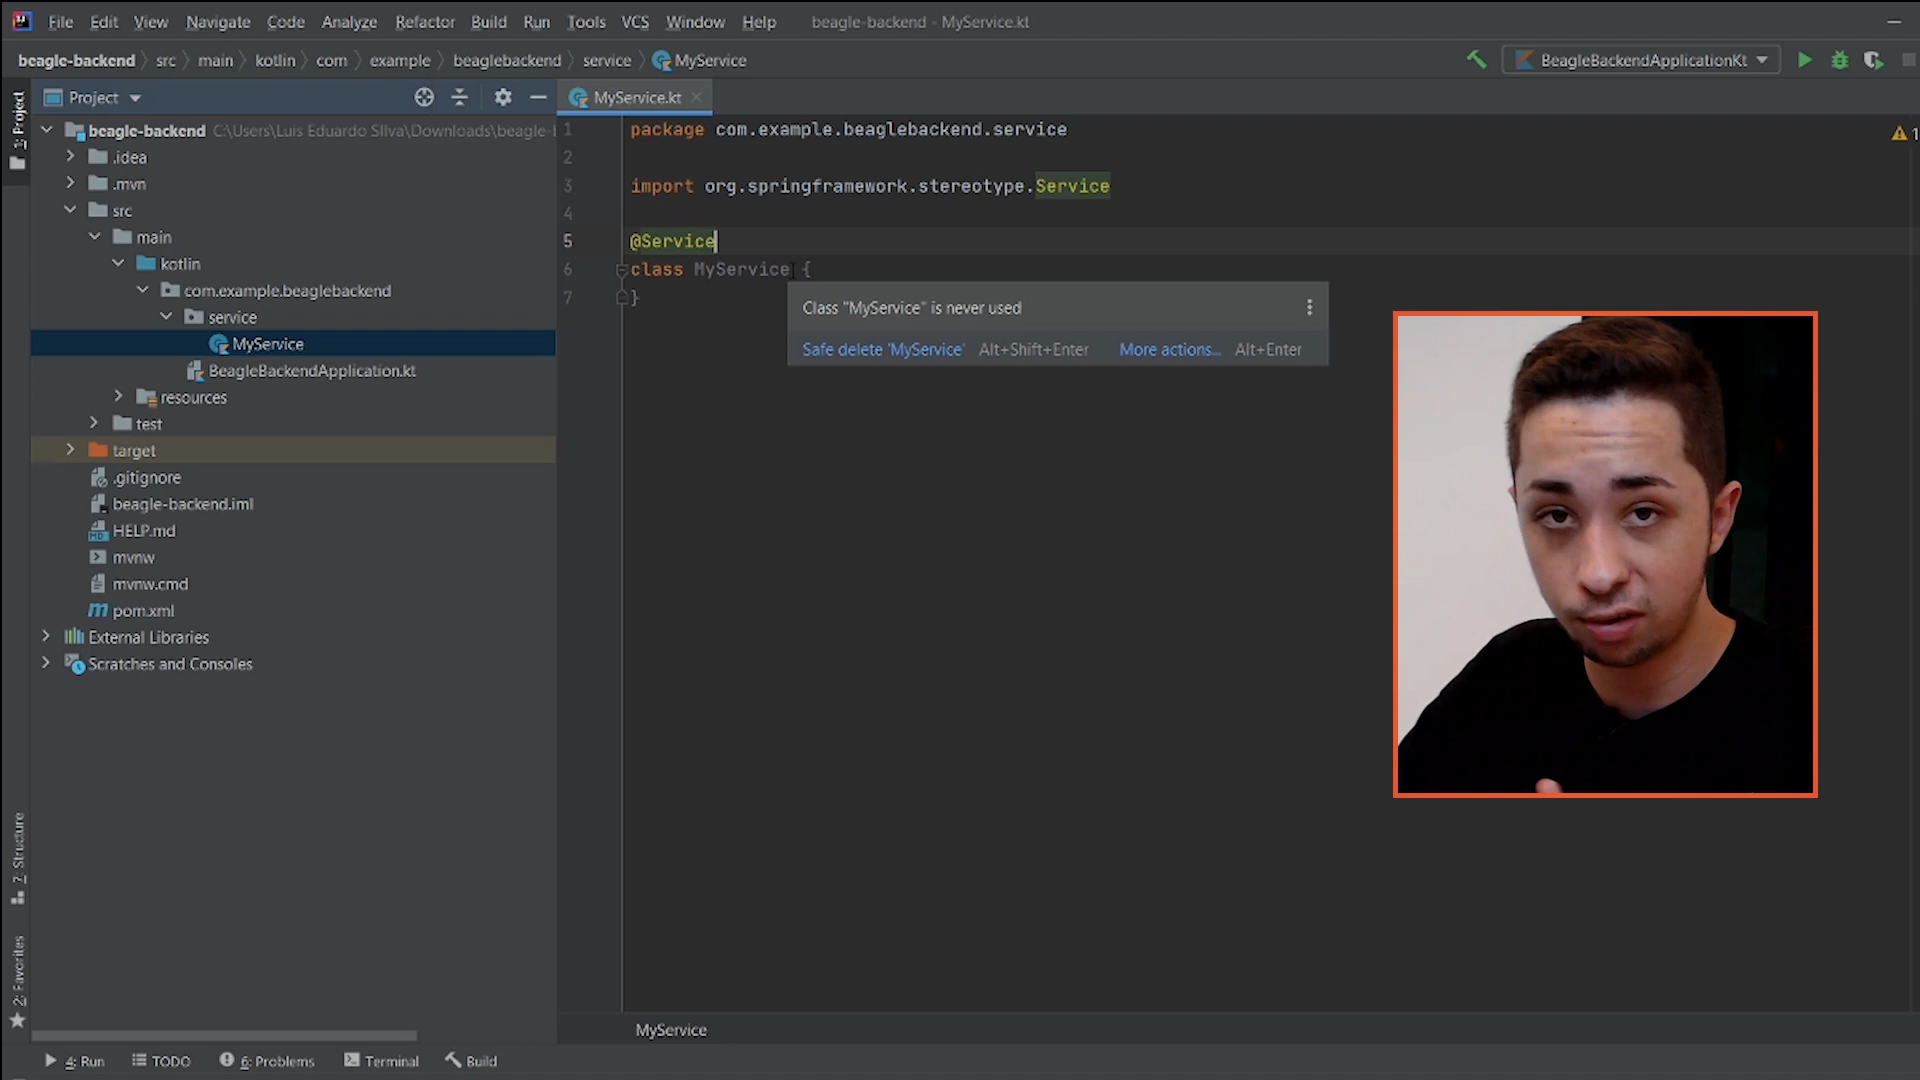 File Edit View Navigate Code Analyze Refactor Build Run Tools VCS Window Help beagle-backend - MyService.kt
beagle-backend src main kotlin com example beaglebackend service MyService BeagleBackendApplicationKt
1: Project
Project
MyService.kt
beagle-backend C:\Users\Luis Eduardo SIlva\Downloads\beagle-
.idea
.mvn
src
main
kotlin
com.example.beaglebackend
service
MyService
BeagleBackendApplication.kt
resources
test
target
.gitignore
beagle-backend.iml
HELP.md
mvnw
mvnw.cmd
pom.xml
External Libraries
Scratches and Consoles
1 package com.example.beaglebackend.service
2
3 import org.springframework.stereotype.Service
4
5 @Service
6 class MyService {
7 }
1
Class "MyService" is never used
Safe delete 'MyService' Alt+Shift+Enter More actions... Alt+Enter
7: Structure
2: Favorites
MyService
4: Run TODO 6: Problems Terminal Build